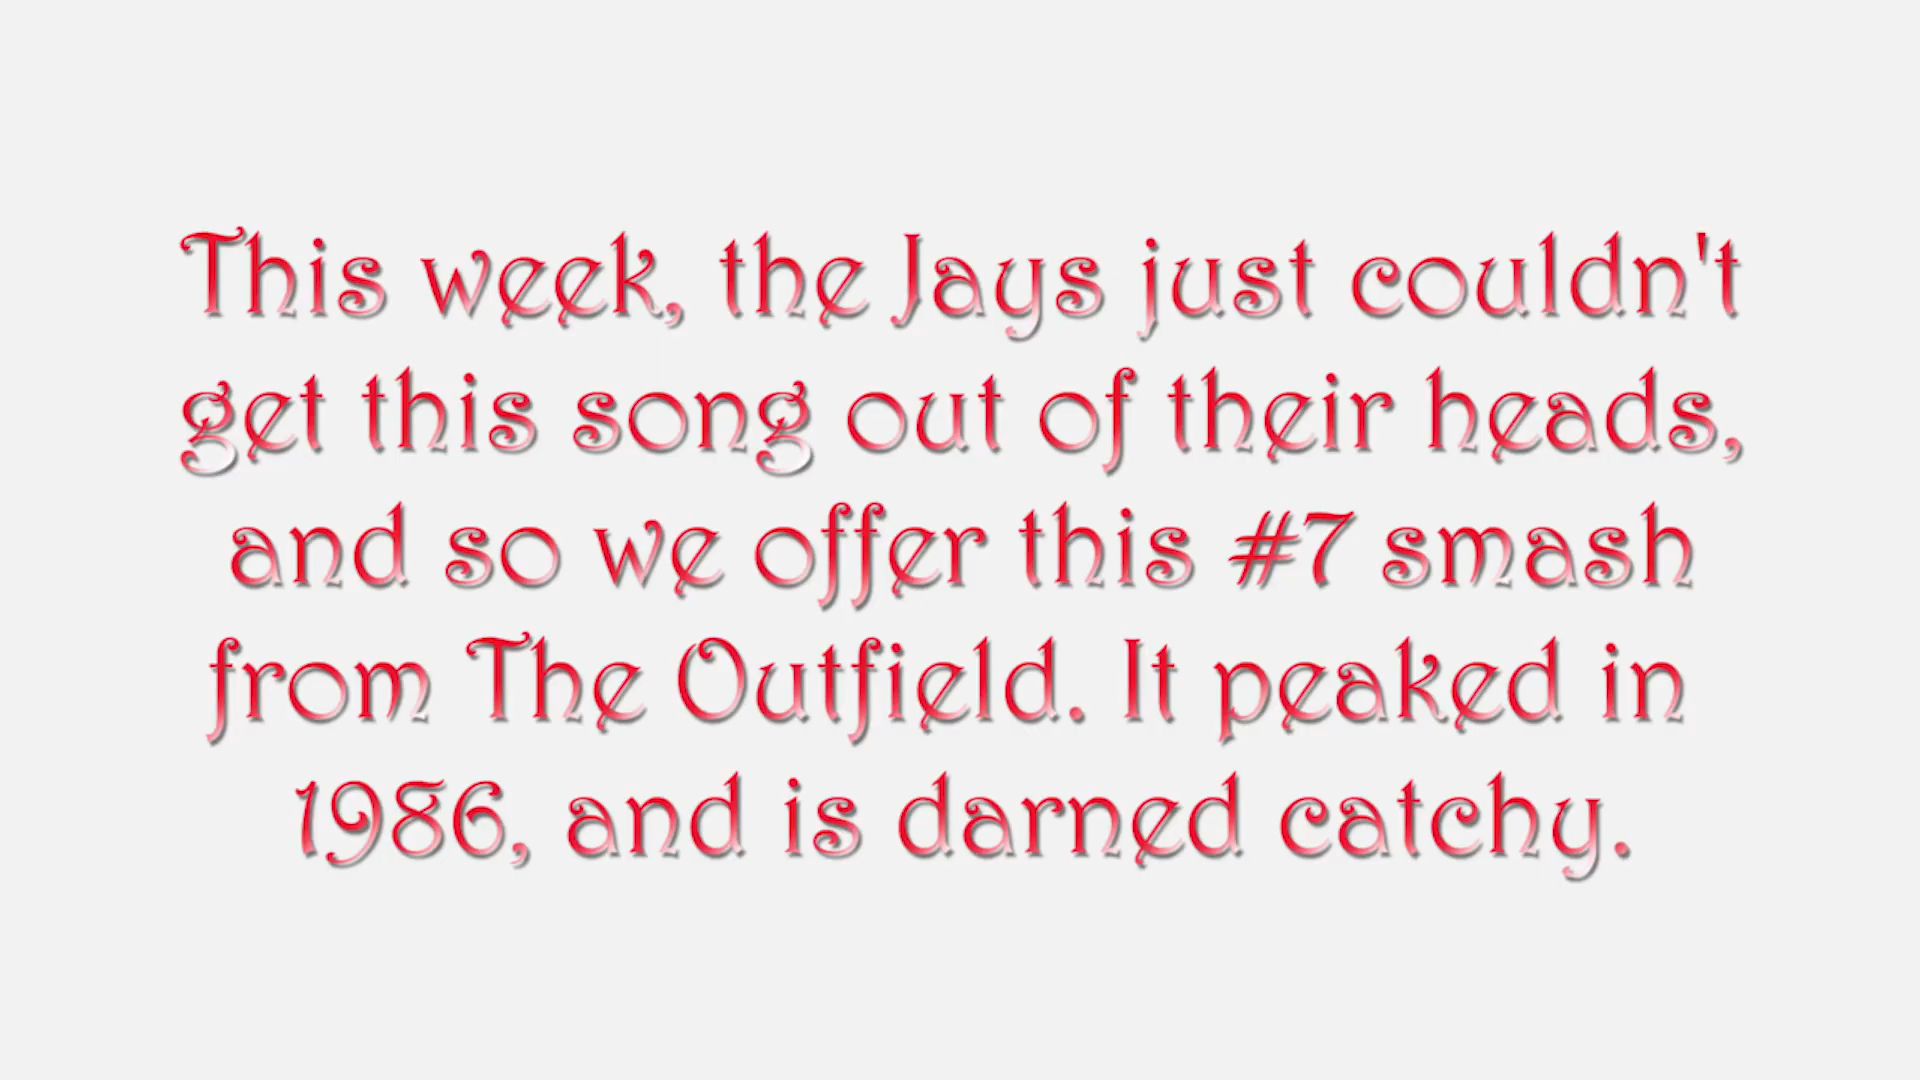 This week, the Jays just couldn't
get this song out of their heads,
and so we offer this #7 smash
from The Outfield. It peaked in
1986, and is darned catchy.